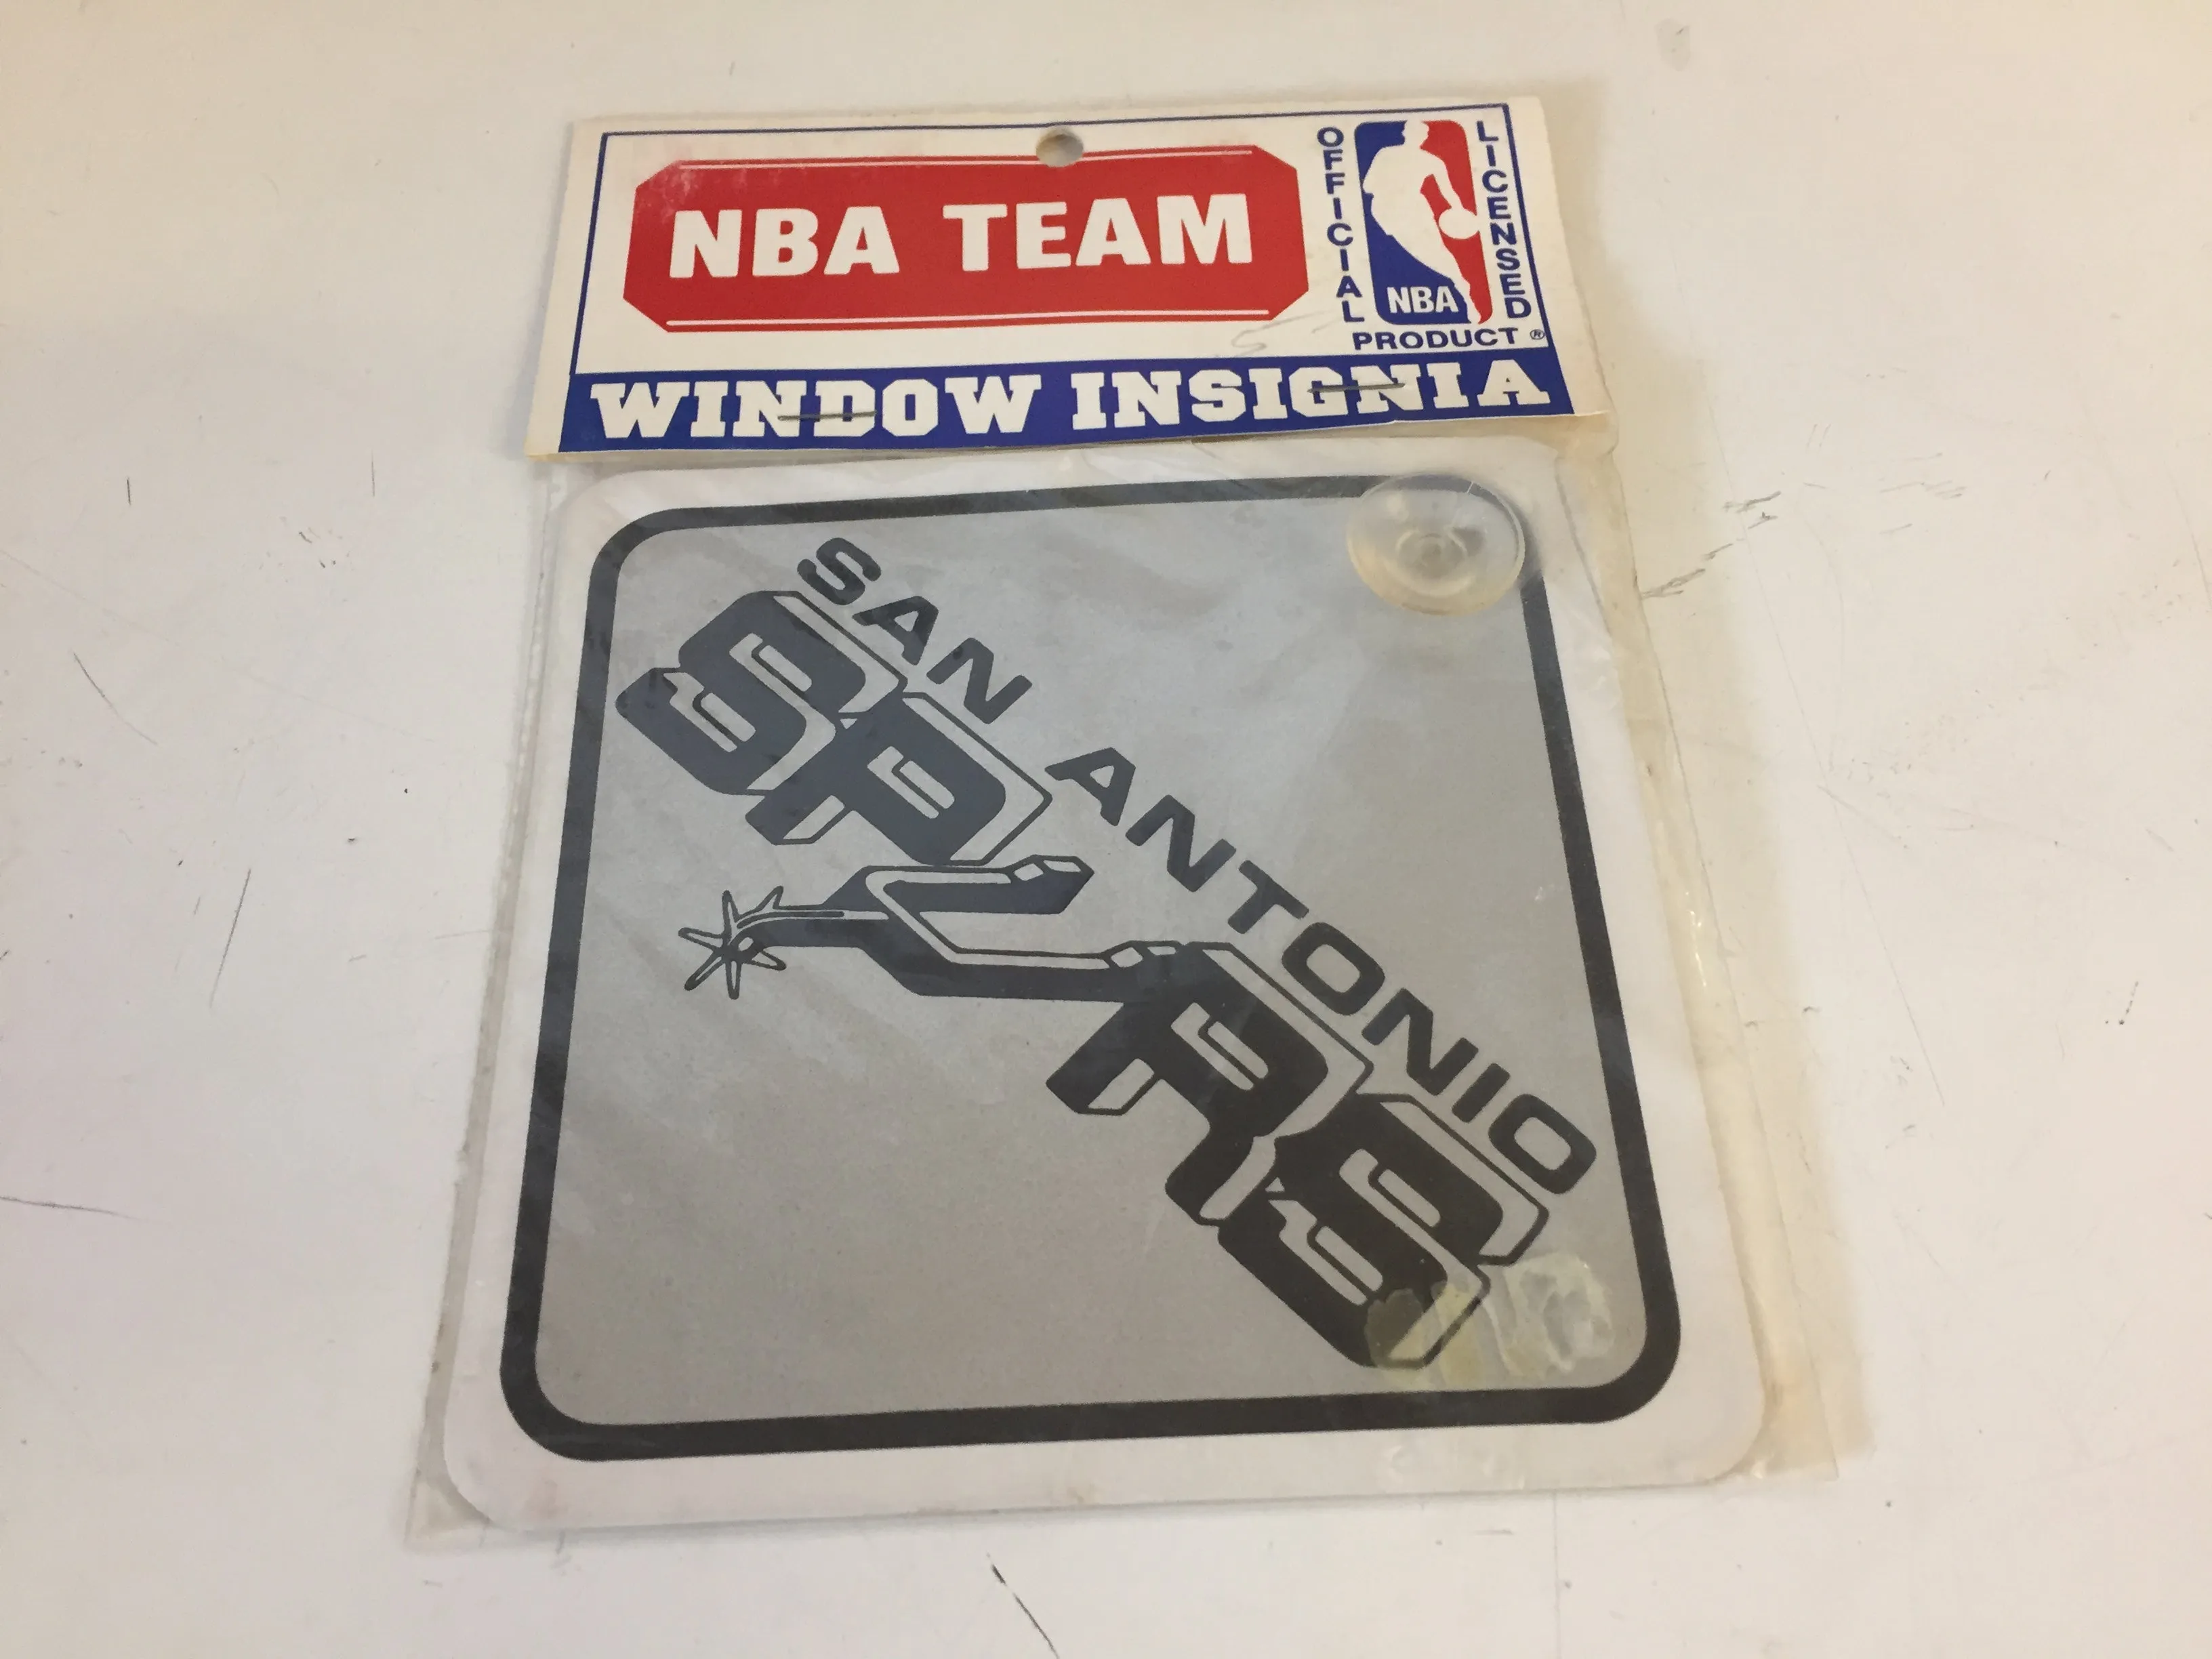 NBA TEAM
OFFICIAL
LICENSED
NBA
PRODUCT ®
WINDOW INSIGNIA
SAN ANTONIO
SPURS